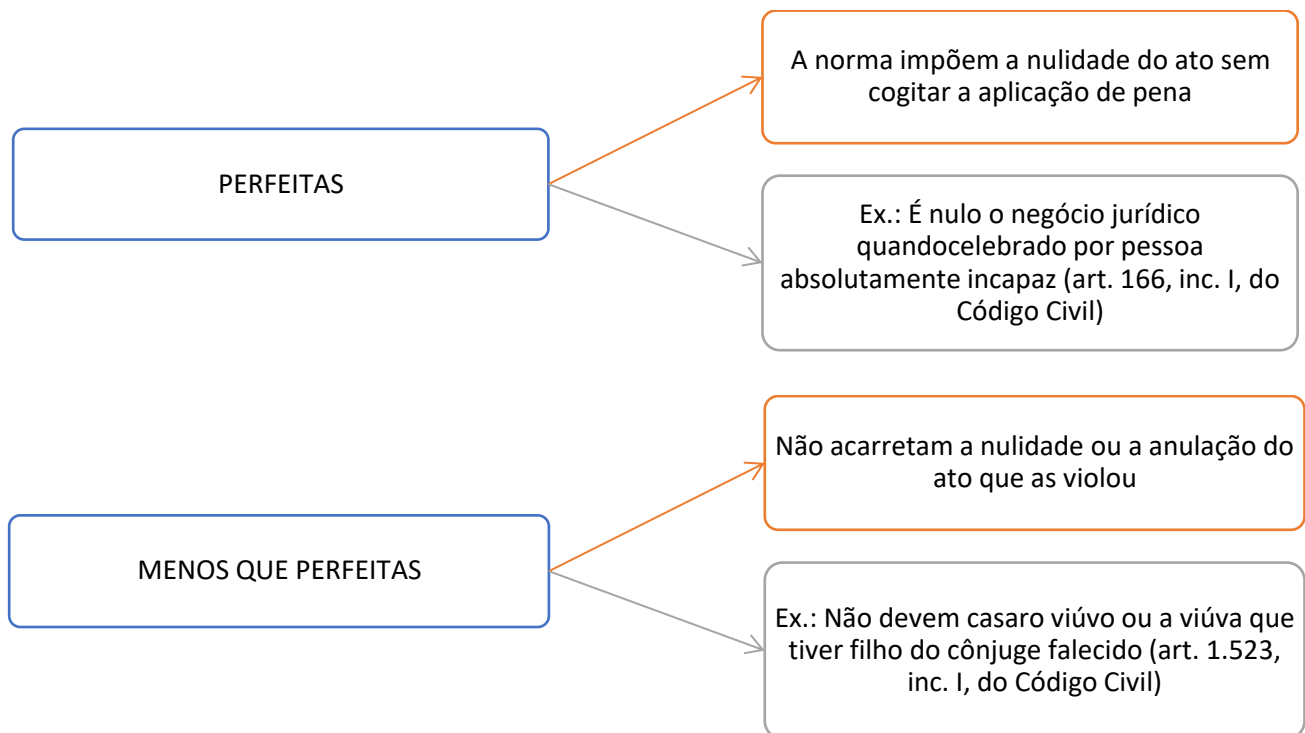 PERFEITAS
A norma impõem a nulidade do ato sem
cogitar a aplicação de pena
Ex.: É nulo o negócio jurídico
quandocelebrado por pessoa
absolutamente incapaz (art. 166, inc. I, do
Código Civil)
MENOS QUE PERFEITAS
Não acarretam a nulidade ou a anulação do
ato que as violou
Ex.: Não devem casaro viúvo ou a viúva que
tiver filho do cônjuge falecido (art. 1.523,
inc. I, do Código Civil)